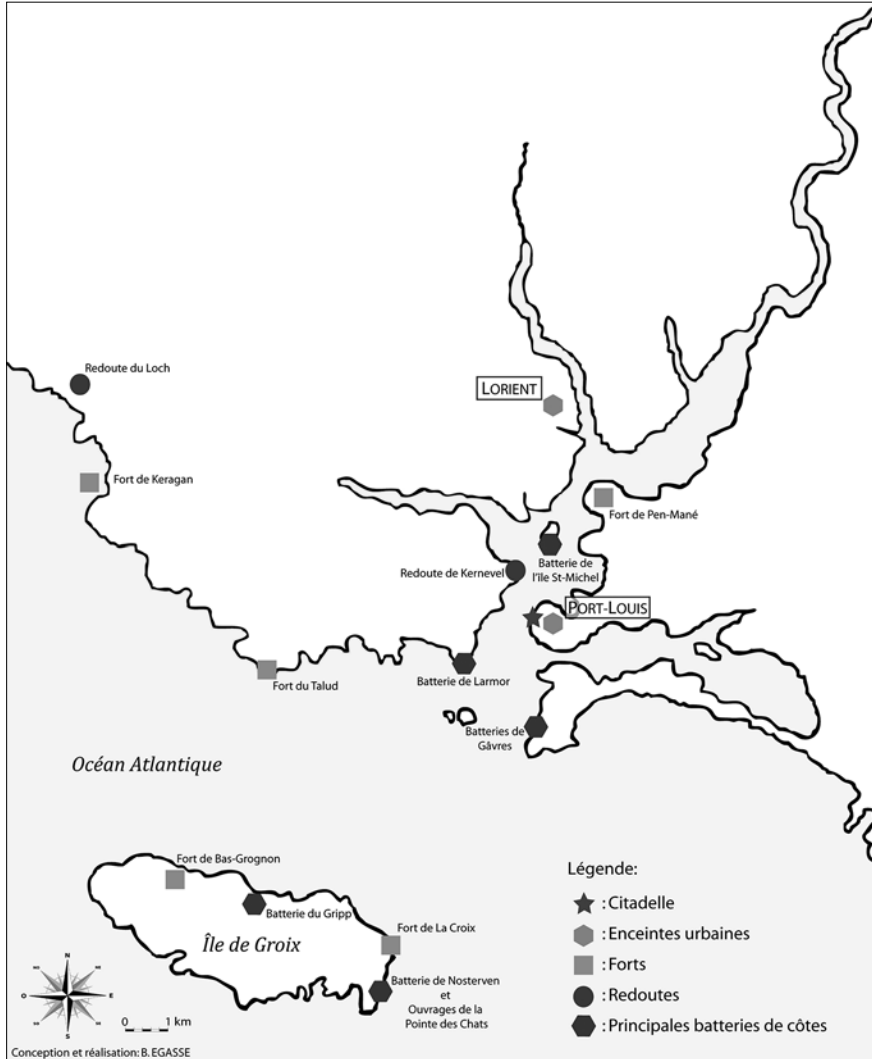 Redoute du Loch
LORIENT
Fort de Keragan
Fort de Pen-Mané
Redoute de Kernevel
Batterie de
l'île St-Michel
PORT-LOUIS
Fort du Talud
Batterie de Larmor
Batteries de
Gâvres
Océan Atlantique
Fort de Bas-Grognon
Batterie du Gripp
Île de Groix
Fort de La Croix
Batterie de Nosterven
et
Ouvrages de la
Pointe des Chats
Légende:
: Citadelle
: Enceintes urbaines
: Forts
: Redoutes
: Principales batteries de côtes
N
O
E
S
0 1 km
Conception et réalisation: B. EGASSE